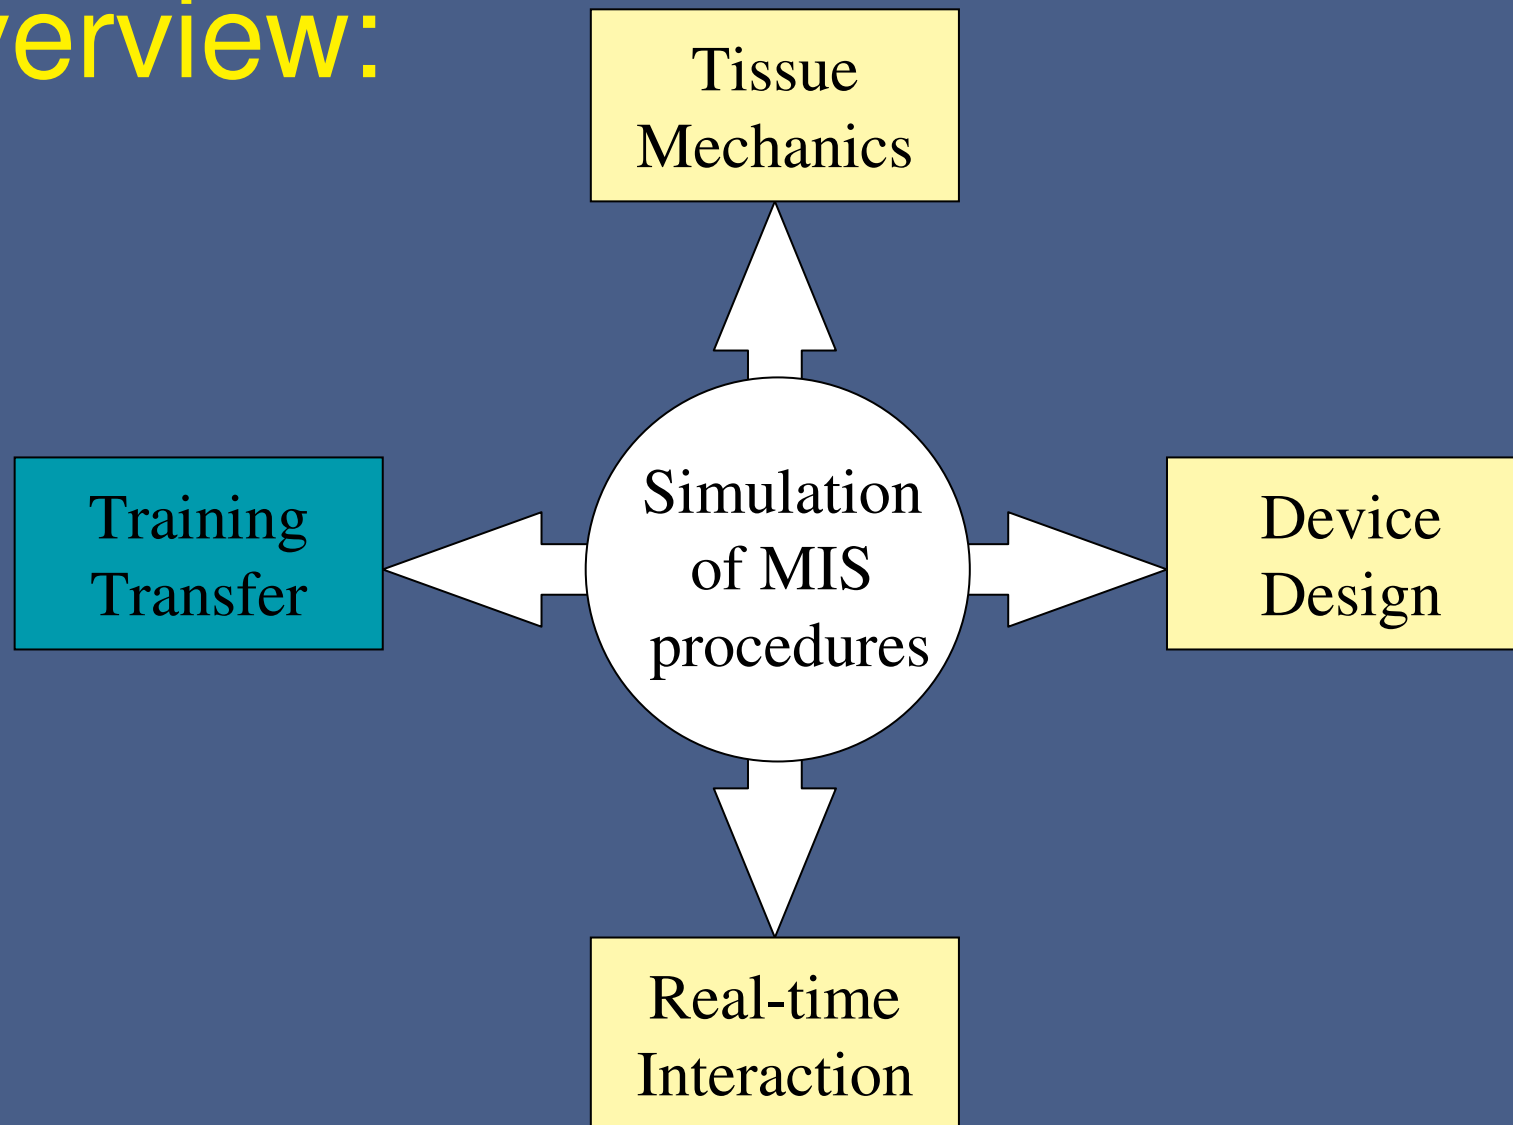 verview:
Tissue
Mechanics
Training
Transfer
Simulation
of MIS
procedures
Device
Design
Real-time
Interaction